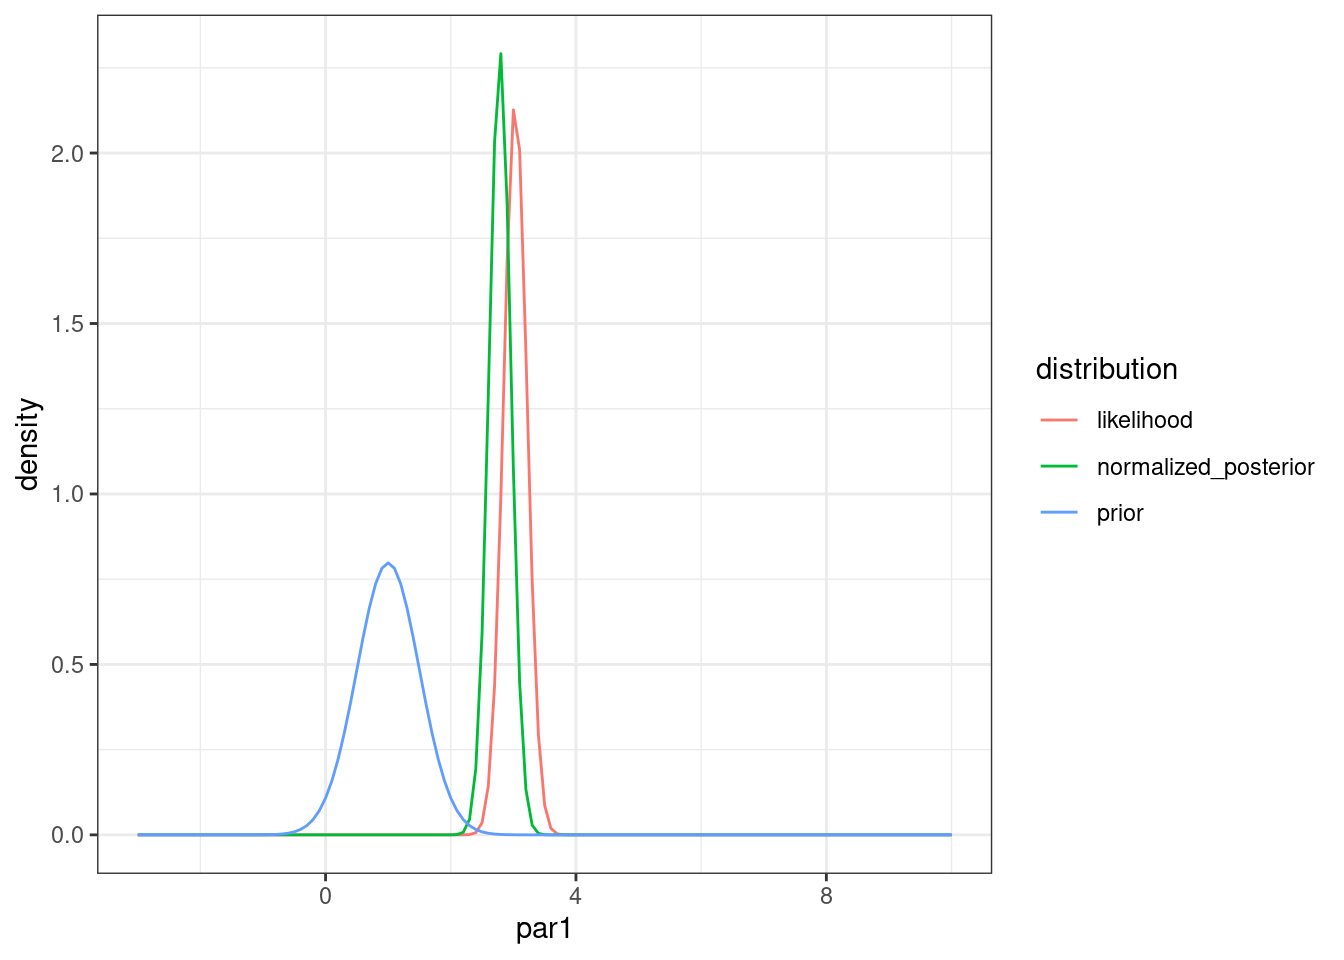 density
2.0
1.5
1.0
0.5
0.0
0
4
8
par1
distribution
likelihood
normalized_posterior
prior